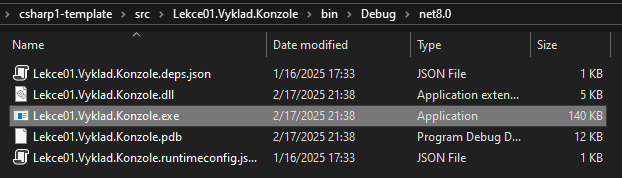 csharp1-template > src > Lekce01.Vyklad.Konzole > bin > Debug > net8.0
Name Date modified Type Size
Lekce01.Vyklad.Konzole.deps.json 1/16/2025 17:33 JSON File 1 KB
Lekce01.Vyklad.Konzole.dll 2/17/2025 21:38 Application exten... 5 KB
Lekce01.Vyklad.Konzole.exe 2/17/2025 21:38 Application 140 KB
Lekce01.Vyklad.Konzole.pdb 2/17/2025 21:38 Program Debug D... 12 KB
Lekce01.Vyklad.Konzole.runtimeconfig.js... 1/16/2025 17:33 JSON File 1 KB